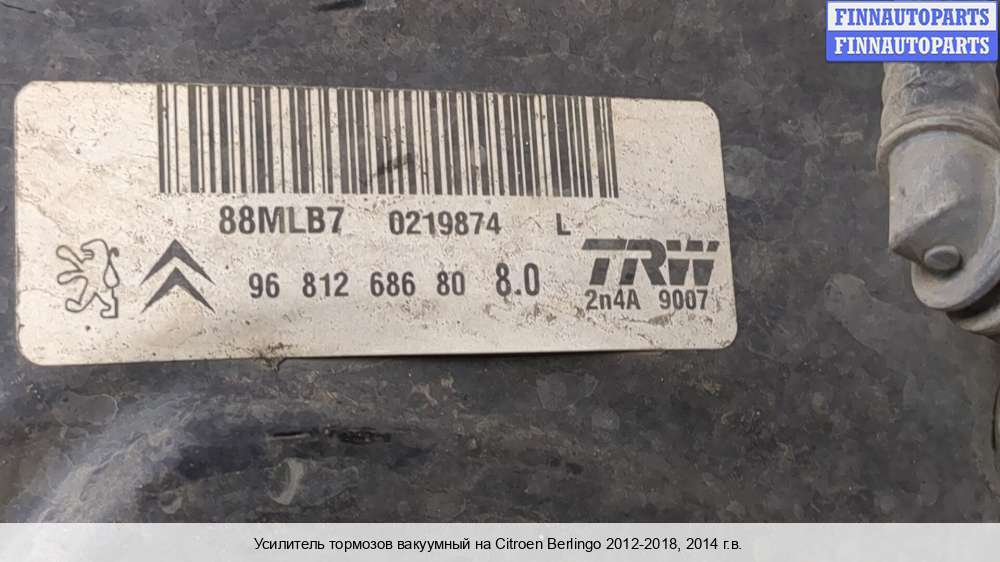 FINNAUTOPARTS
FINNAUTOPARTS
88MLB7 0219874 L
96 812 686 80 8.0
TRW
2n4A 9007
Усилитель тормозов вакуумный на Citroen Berlingo 2012-2018, 2014 г.в.